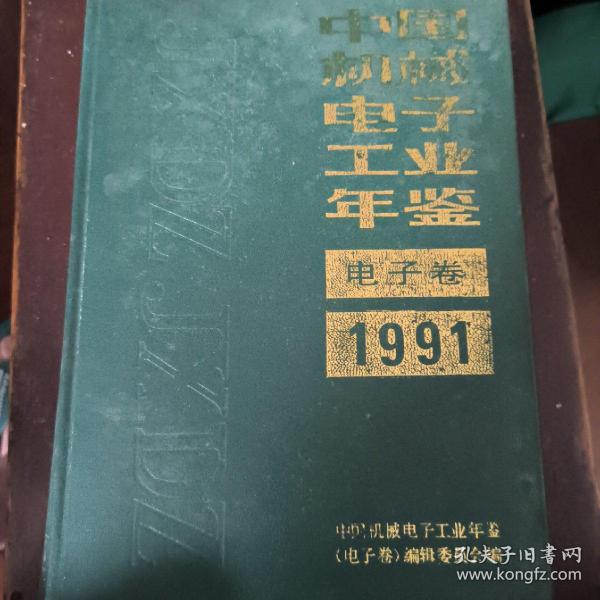 中国
机械
电子
工业
年鉴
电子卷
1991
中国机械电子工业年鉴
(电子卷)编辑委员会编
孔夫子旧书网
www.kongfz.com